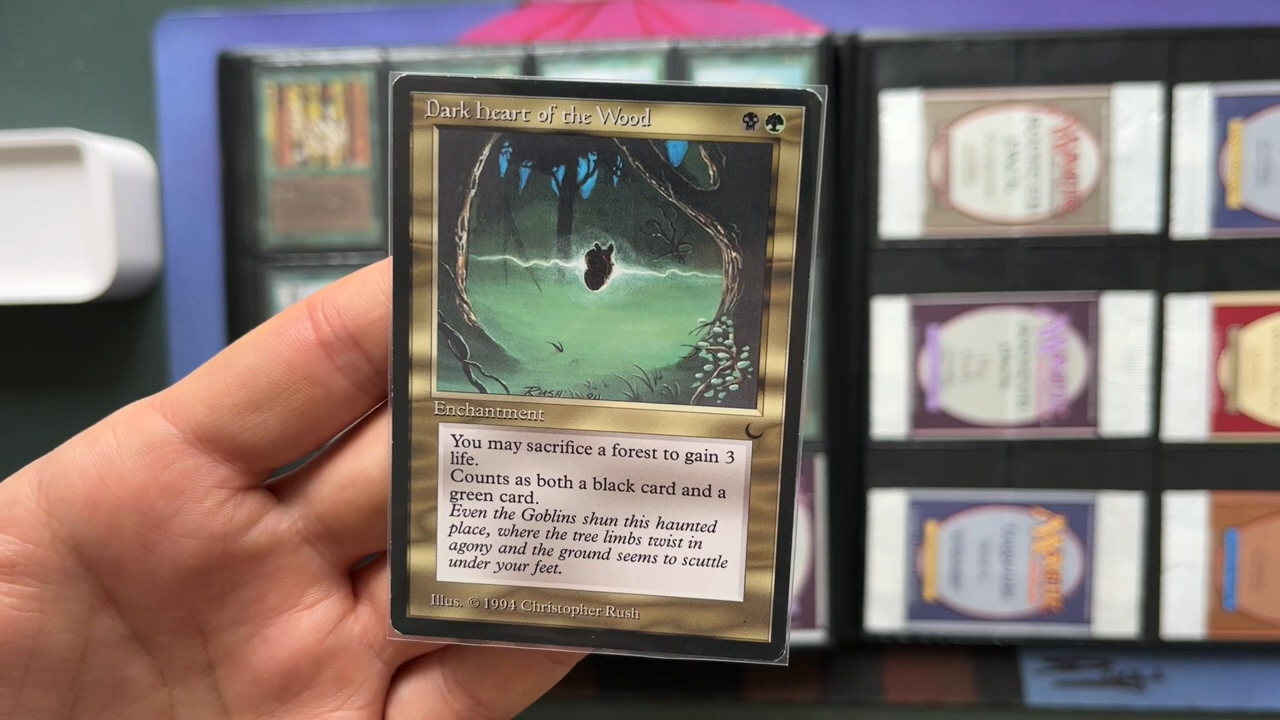 Dark Heart of the Wood
RUSH 94
Enchantment
You may sacrifice a forest to gain 3
life.
Counts as both a black card and a
green card.
Even the Goblins shun this haunted
place, where the tree limbs twist in
agony and the ground seems to scuttle
under your feet.
Illus. © 1994 Christopher Rush